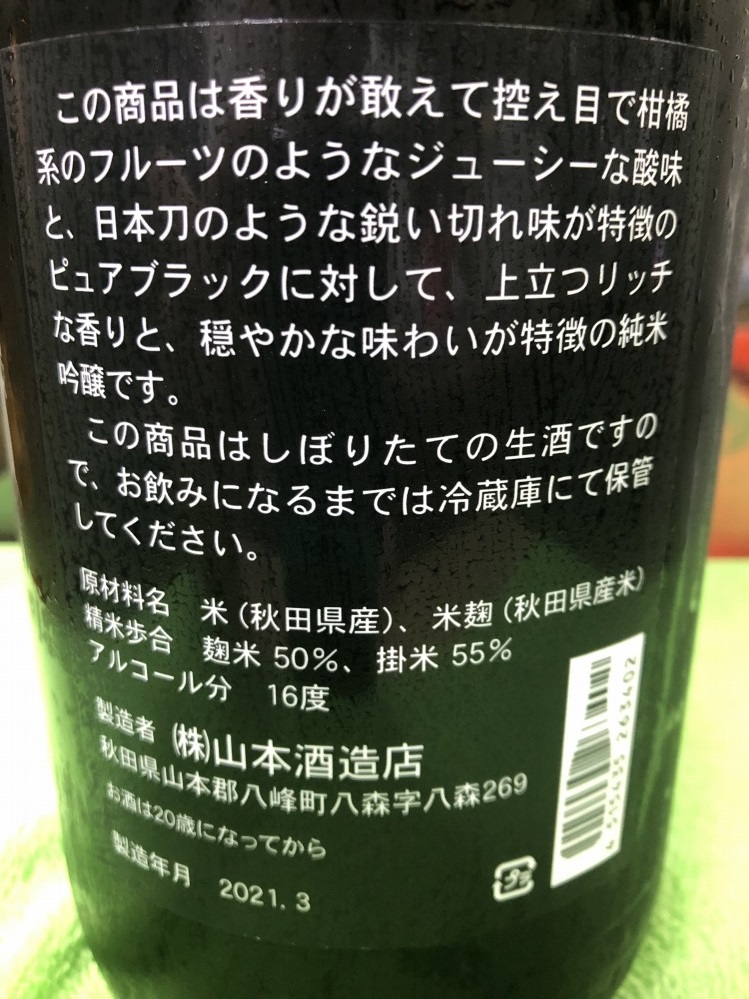 この商品は香りが敢えて控え目で柑橘
系のフルーツのようなジューシーな酸味
と、日本刀のような鋭い切れ味が特徴の
ピュアブラックに対して、上立つリッチ
な香りと、穏やかな味わいが特徴の純米
吟醸です。
この商品はしぼりたての生酒ですの
で、お飲みになるまでは冷蔵庫にて保管
してください。
原材料名 米(秋田県産)、米麹(秋田県産米)
精米歩合 麹米 50%、掛米 55%
アルコール分 16度
製造者 ㈱山本酒造店
秋田県山本郡八峰町八森字八森269
お酒は20歳になってから
製造年月 2021.3
プラ
4 535435 263402